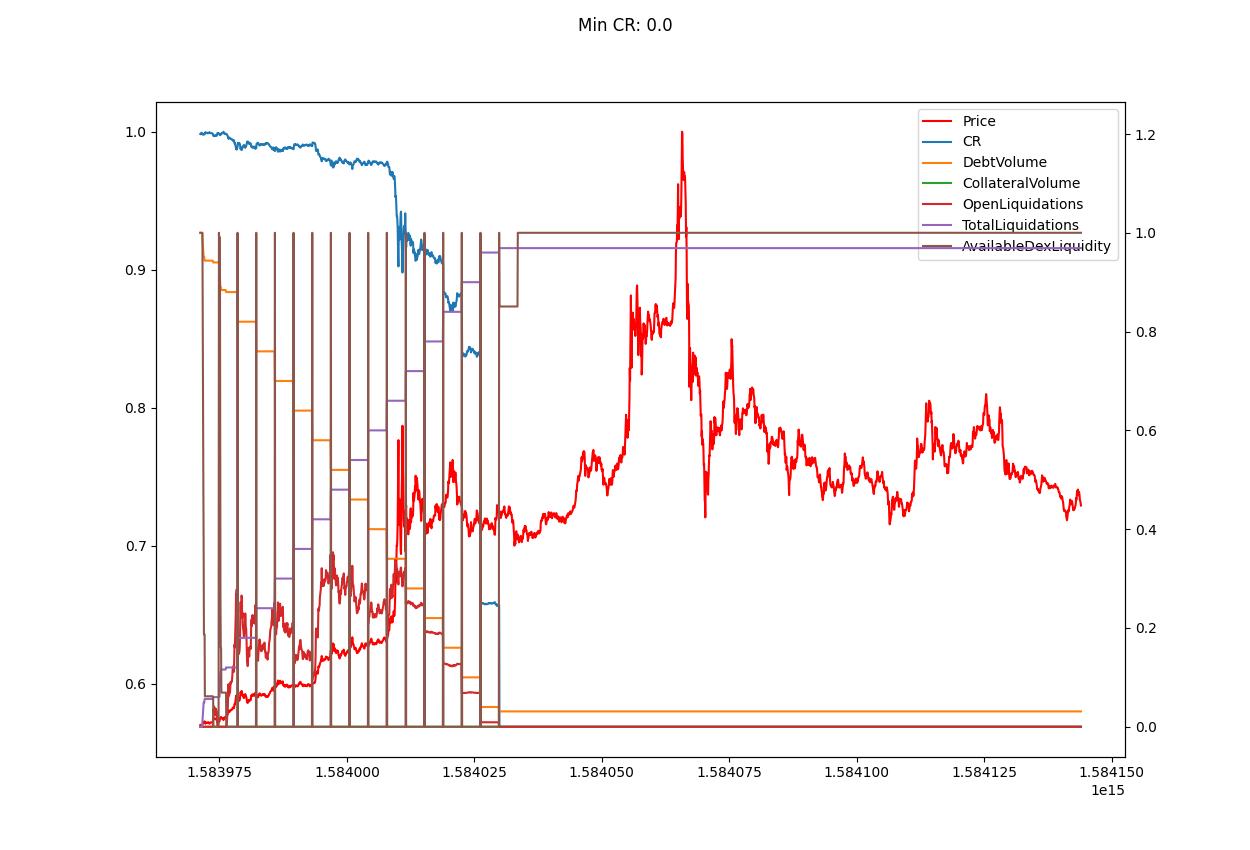 Min CR: 0.0
1.0
0.9
0.8
0.7
0.6
1.2
1.0
0.8
0.6
0.4
0.2
0.0
Price
CR
DebtVolume
CollateralVolume
OpenLiquidations
TotalLiquidations
AvailableDexLiquidity
1.583975 1.584000 1.584025 1.584050 1.584075 1.584100 1.584125 1.584150
1e15